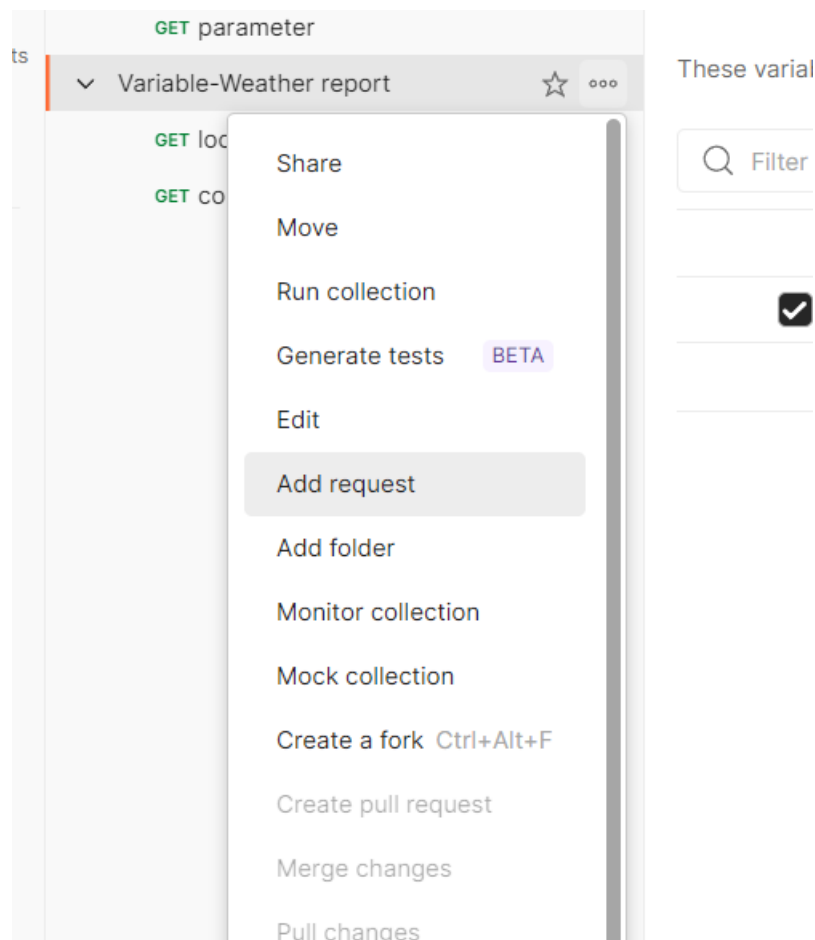 GET parameter
ts
Variable-Weather report
These varial
GET loc
GET co
Filter
Share
Move
Run collection
Generate tests BETA
Edit
Add request
Add folder
Monitor collection
Mock collection
Create a fork Ctrl+Alt+F
Create pull request
Merge changes
Pull changes